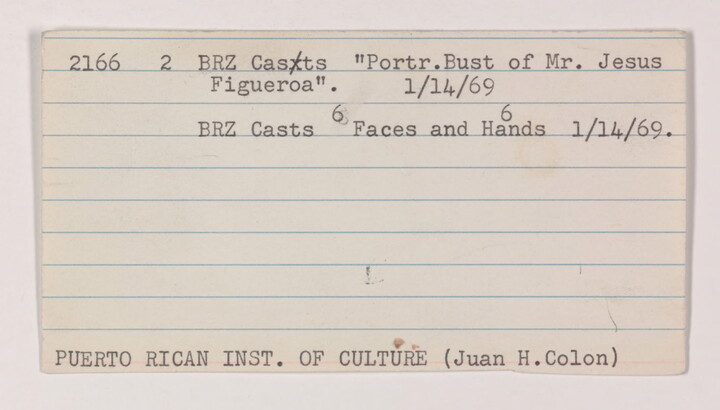 2166 2 BRZ Casts "Portr.Bust of Mr. Jesus
Figueroa". 1/14/69
BRZ Casts 6 Faces and 6 Hands 1/14/69.
PUERTO RICAN INST. OF CULTURE (Juan H.Colon)